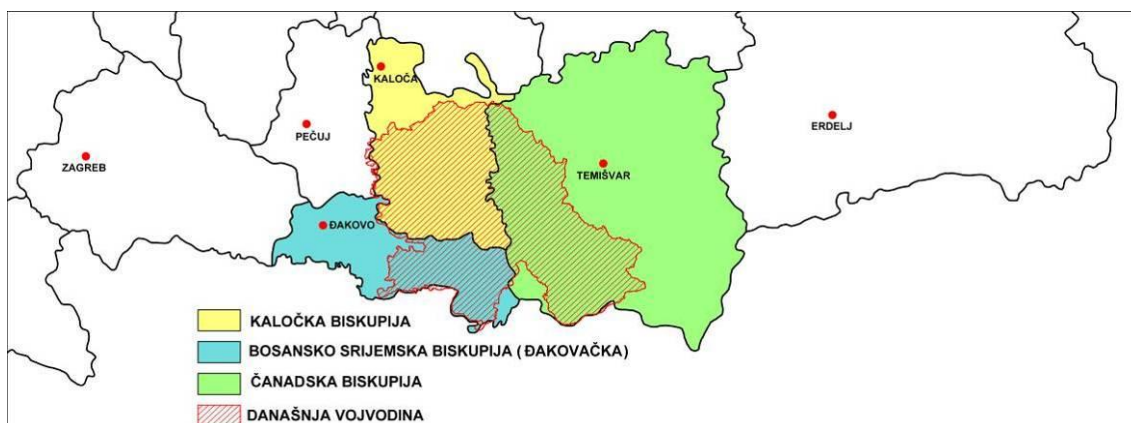 KALOČA
PEČUJ
ZAGREB
ERDELJ
TEMIŠVAR
ĐAKOVO
KALOČKA BISKUPIJA
BOSANSKO SRIJEMSKA BISKUPIJA ( ĐAKOVAČKA)
ČANADSKA BISKUPIJA
DANAŠNJA VOJVODINA